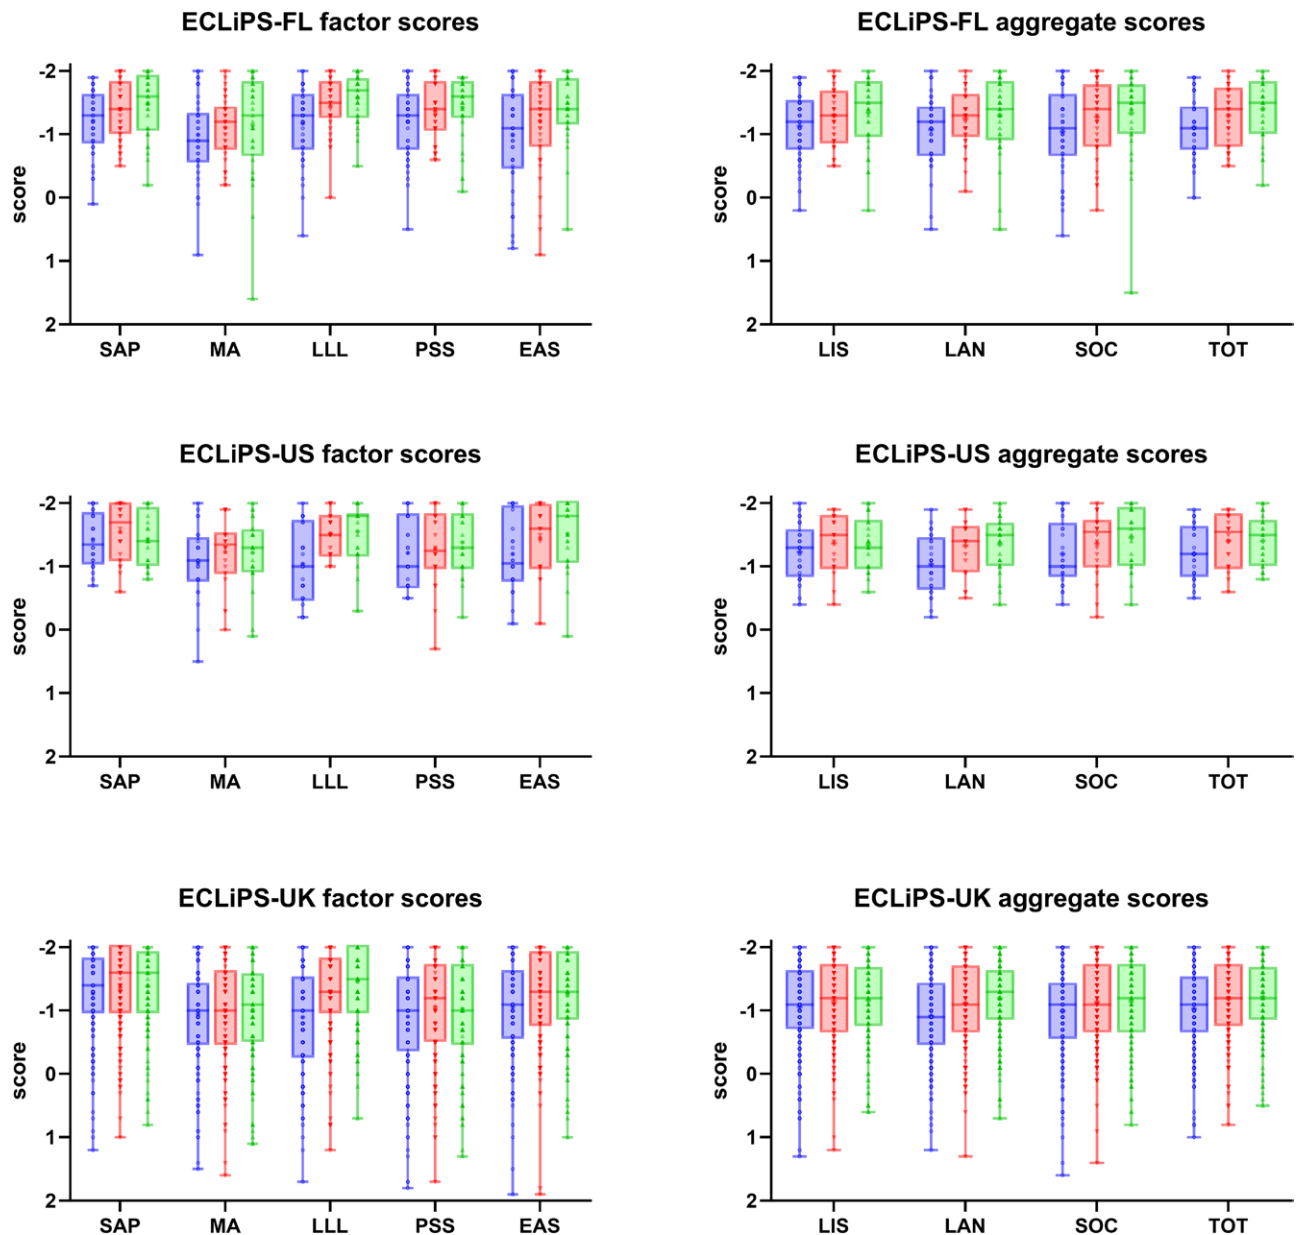 ECLiPS-FL factor scores
score
-2
-1
0
1
2
SAP MA LLL PSS EAS
ECLiPS-FL aggregate scores
score
-2
-1
0
1
2
LIS LAN SOC TOT
ECLiPS-US factor scores
score
-2
-1
0
1
2
SAP MA LLL PSS EAS
ECLiPS-US aggregate scores
score
-2
-1
0
1
2
LIS LAN SOC TOT
ECLiPS-UK factor scores
score
-2
-1
0
1
2
SAP MA LLL PSS EAS
ECLiPS-UK aggregate scores
score
-2
-1
0
1
2
LIS LAN SOC TOT